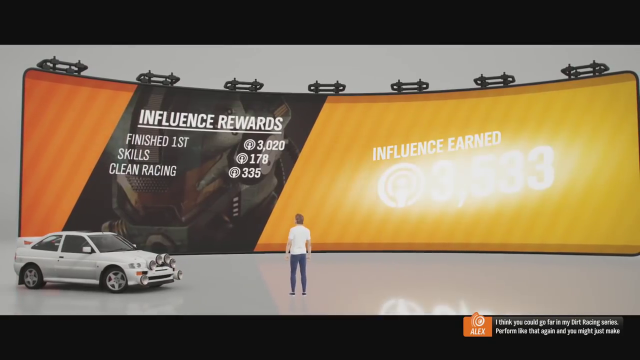 INFLUENCE REWARDS
FINISHED 1ST 3,020
SKILLS 178
CLEAN RACING 335
INFLUENCE EARNED
3,533
ALEX
I think you could go far in my Dirt Racing series.
Perform like that again and you might just make